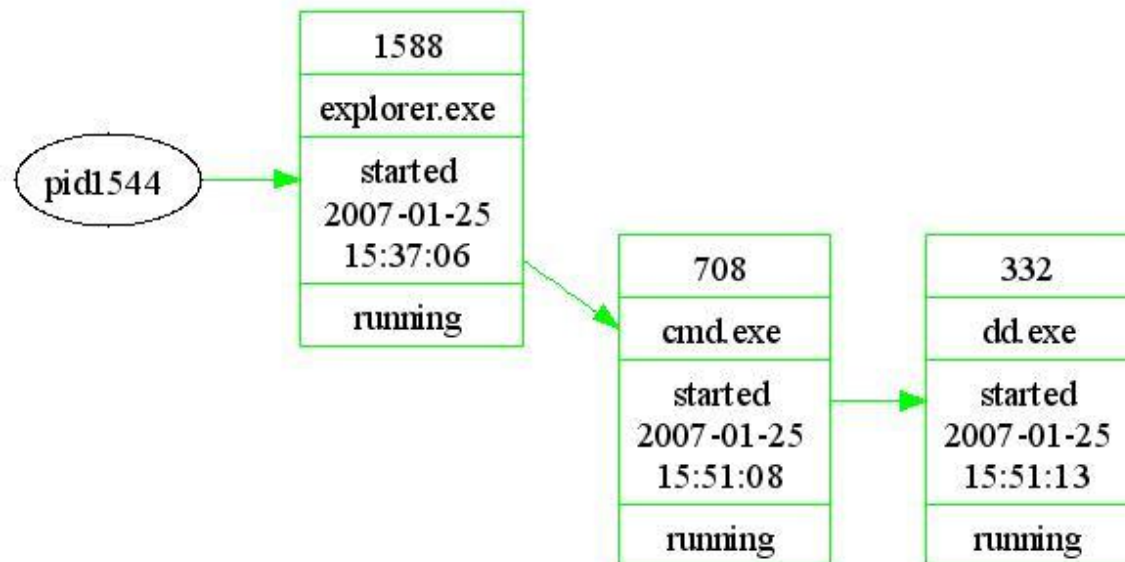 pid1544
1588
explorer.exe
started
2007-01-25
15:37:06
running
708
cmd.exe
started
2007-01-25
15:51:08
running
332
dd.exe
started
2007-01-25
15:51:13
running